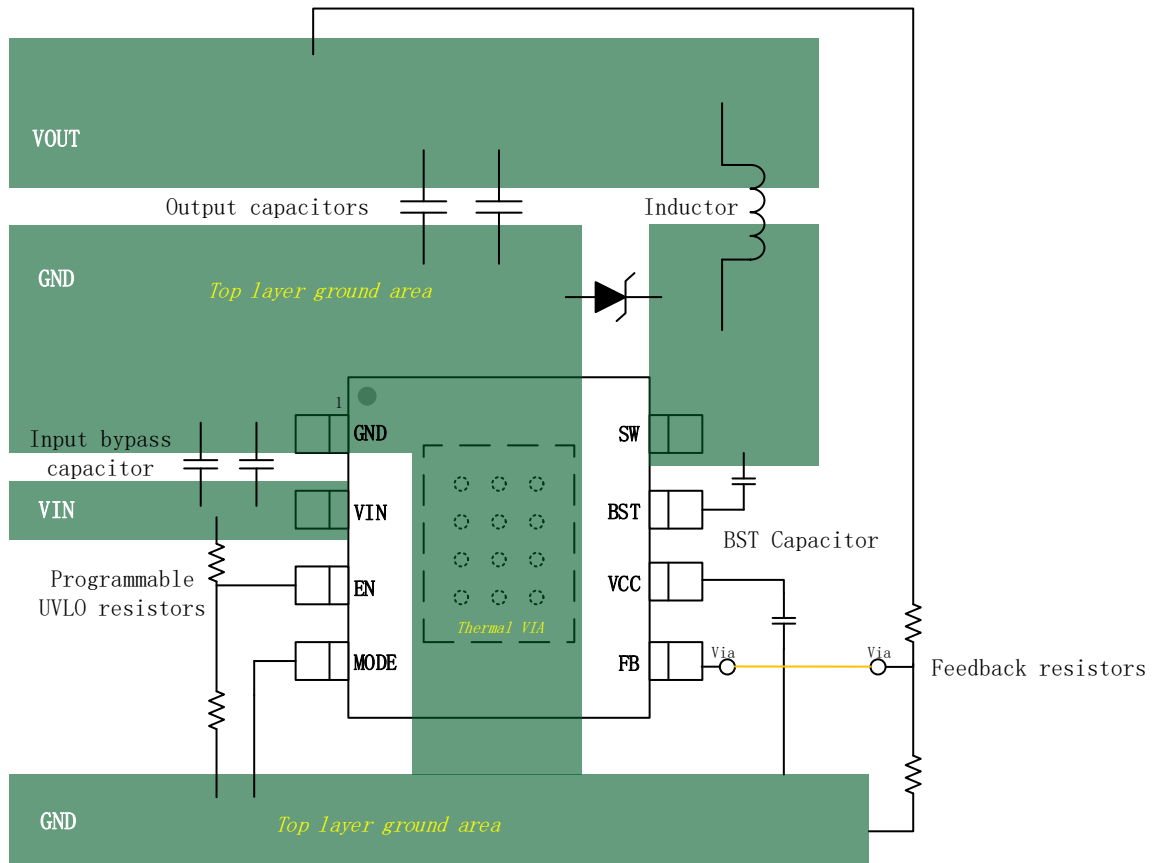 VOUT
Output capacitors
Inductor
GND
Top layer ground area
1
GND
SW
Input bypass
capacitor
VIN
VIN
BST
BST Capacitor
Programmable
UVLO resistors
EN
VCC
Thermal VIA
MODE
FB
Via
Via
Feedback resistors
GND
Top layer ground area